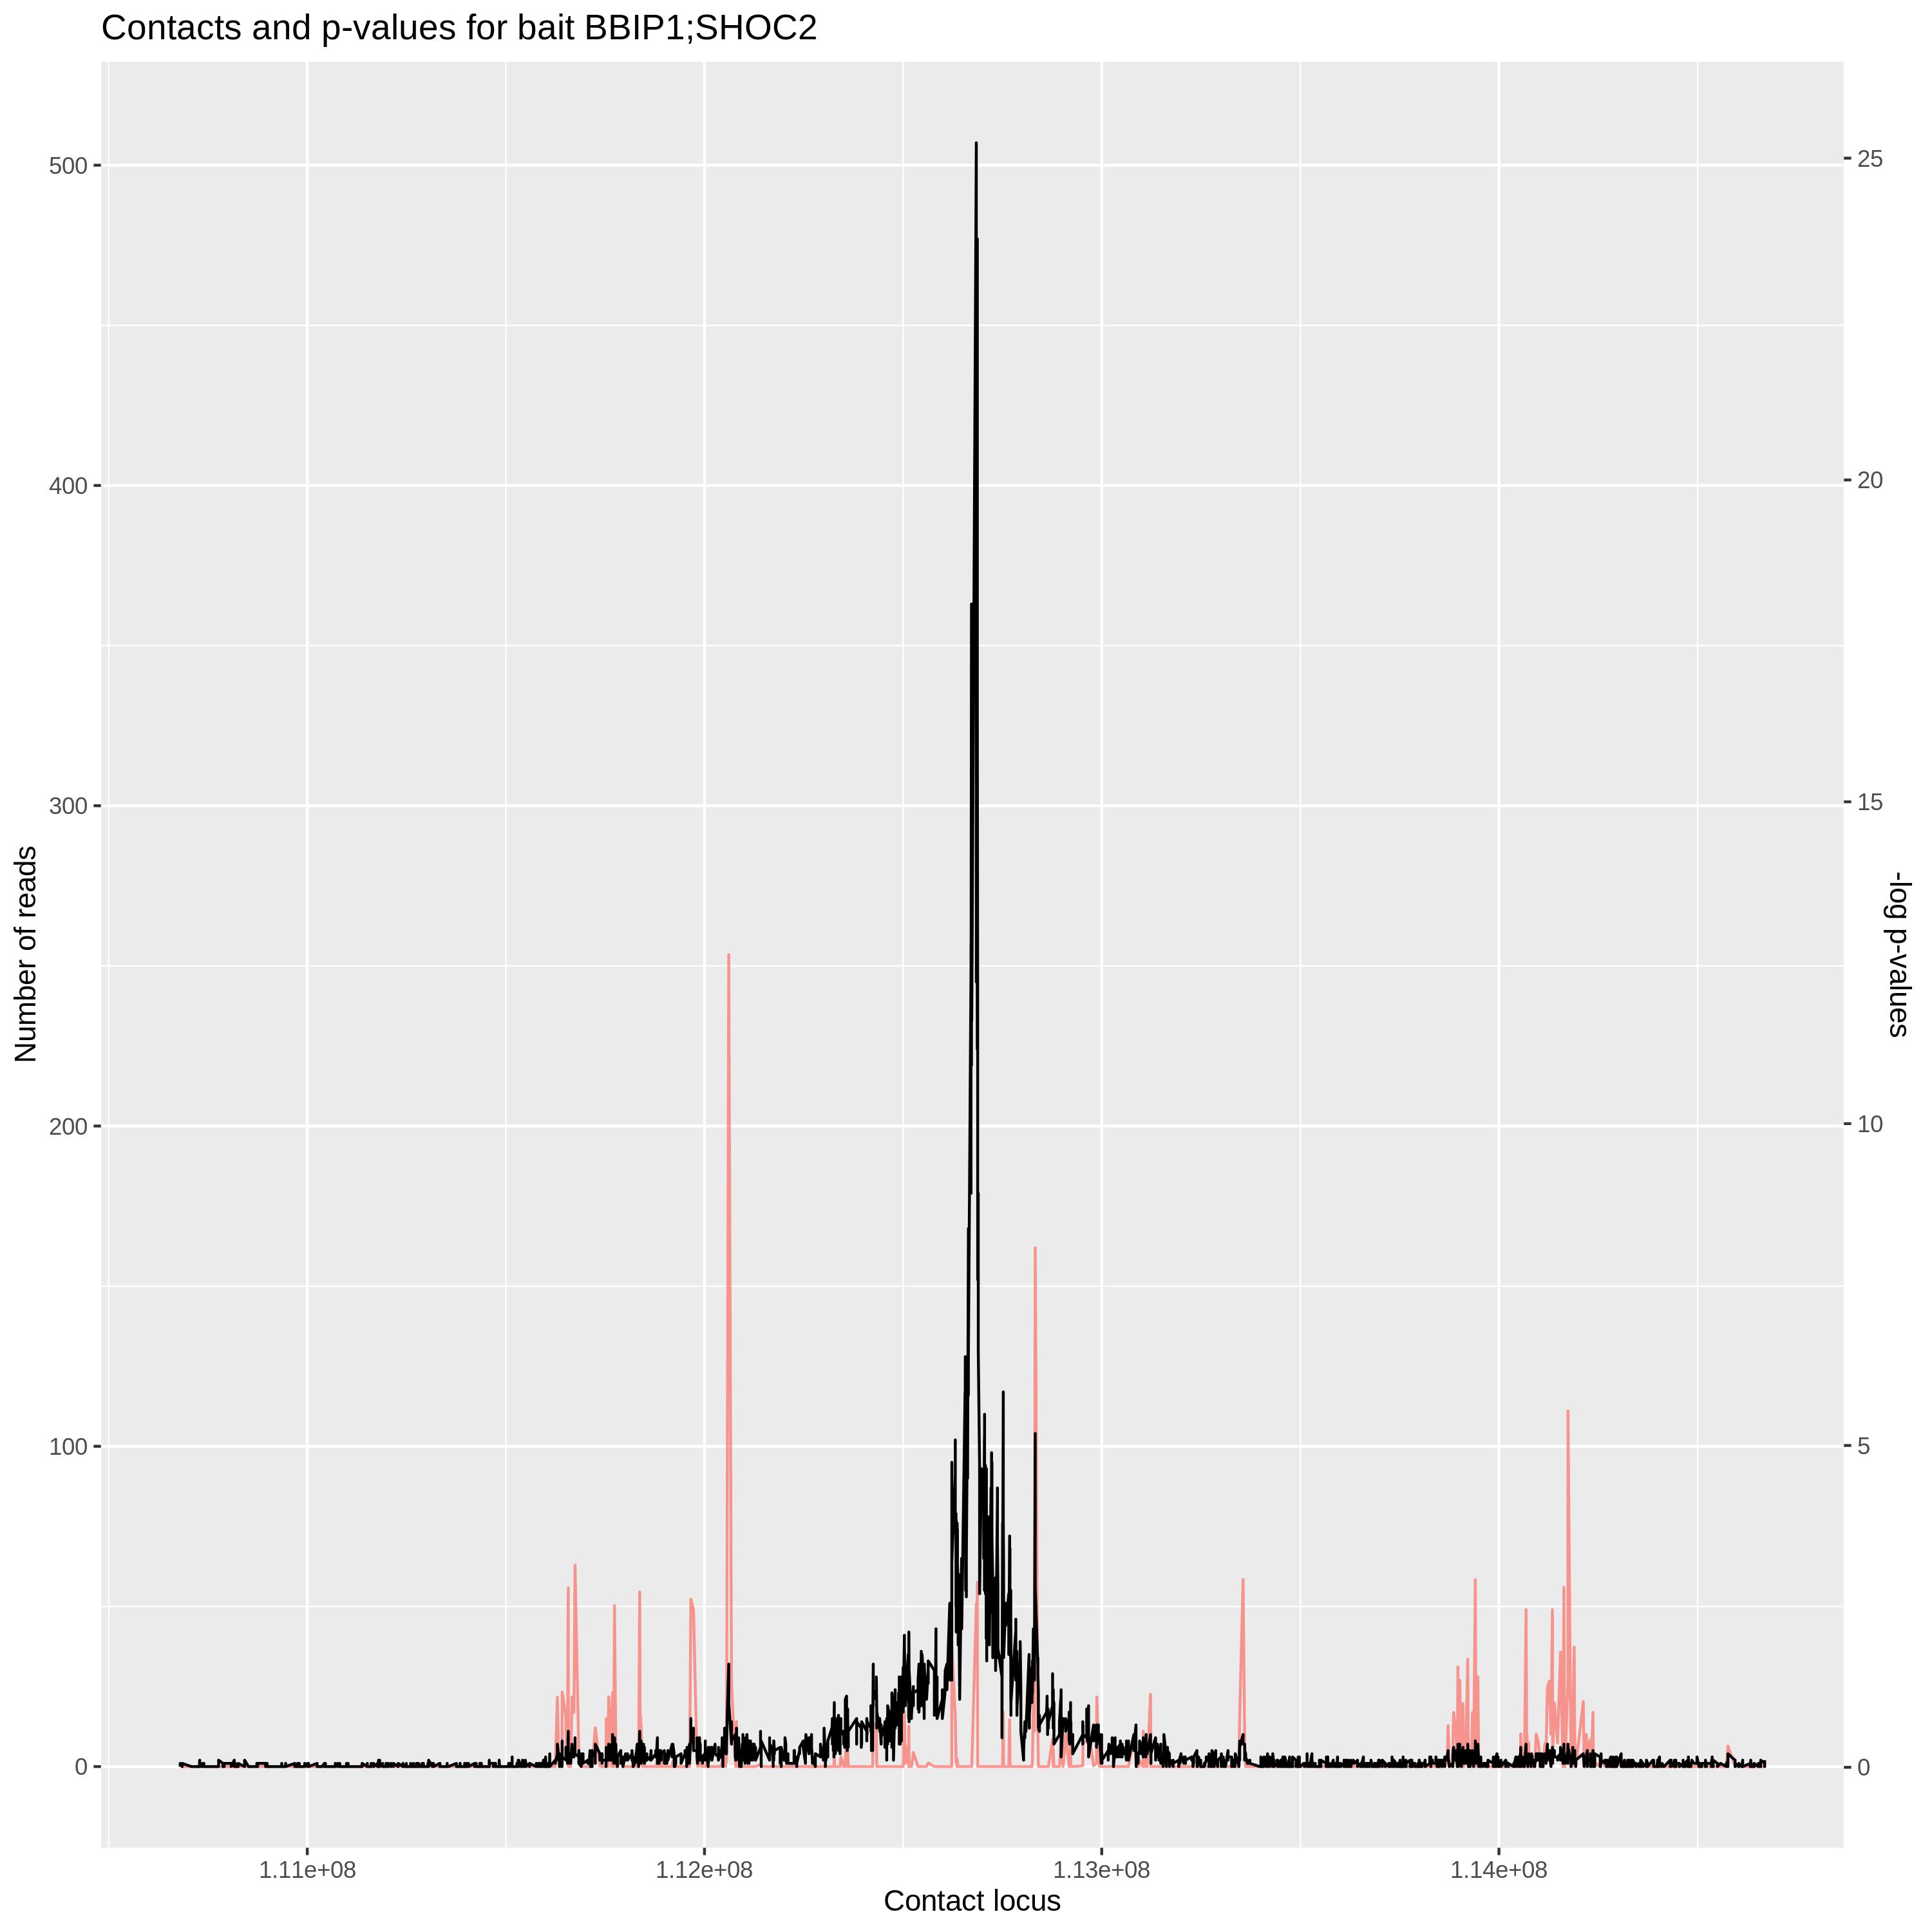 Contacts and p-values for bait BBIP1;SHOC2
500
400
300
200
100
0
Number of reads
25
20
15
10
5
0
-log p-values
1.11e+08
1.12e+08
1.13e+08
1.14e+08
Contact locus